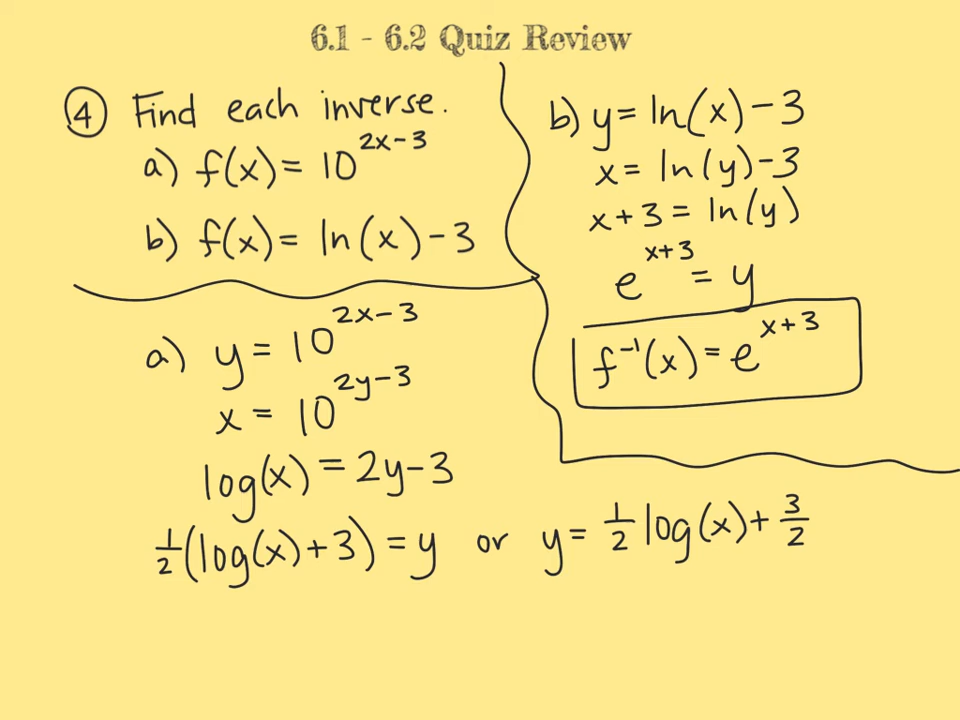 6.1 - 6.2 Quiz Review
④ Find each inverse.
a) f(x) = 10^{2x-3}
b) f(x) = ln(x) - 3
a) y = 10^{2x-3}
x = 10^{2y-3}
log(x) = 2y-3
½(log(x)+3) = y or y = ½ log(x) + 3/2
b) y = ln(x) - 3
x = ln(y) - 3
x+3 = ln(y)
e^{x+3} = y
f⁻¹(x) = e^{x+3}